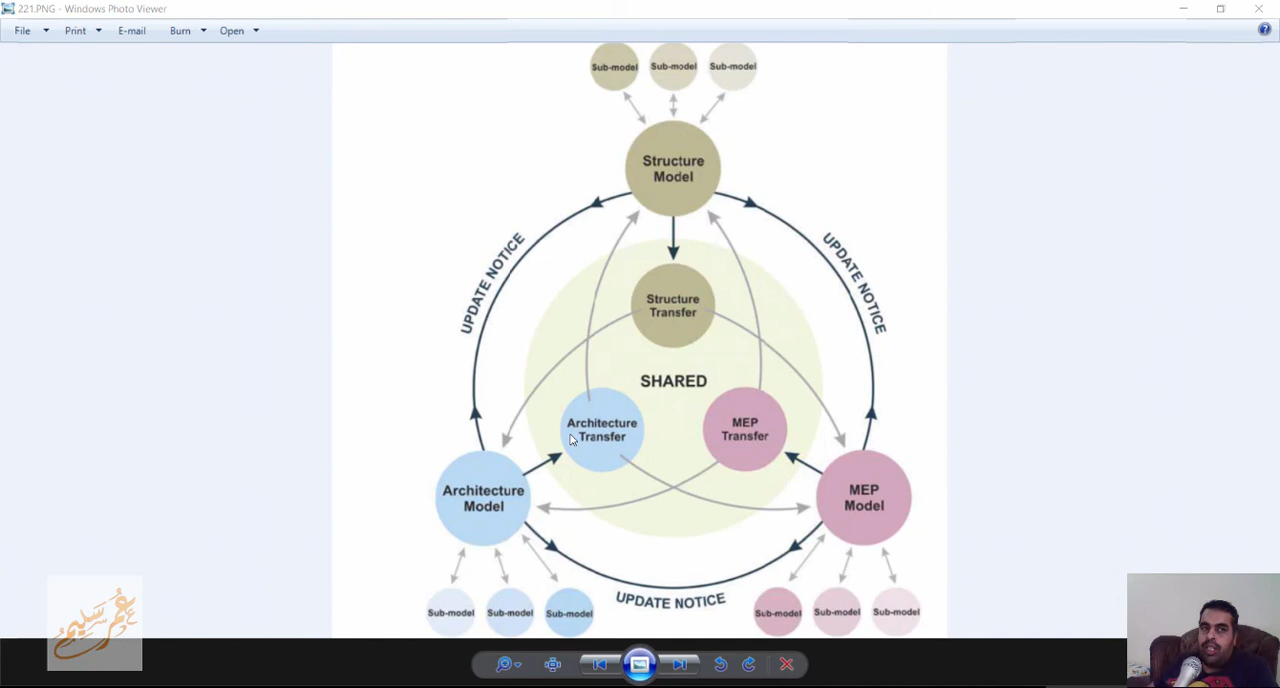 221.PNG - Windows Photo Viewer
File Print E-mail Burn Open
Sub-model Sub-model Sub-model
Structure
Model
UPDATE NOTICE
UPDATE NOTICE
Structure
Transfer
SHARED
Architecture
Transfer
MEP
Transfer
Architecture
Model
MEP
Model
UPDATE NOTICE
Sub-model Sub-model Sub-model
Sub-model Sub-model Sub-model
عمر سليم